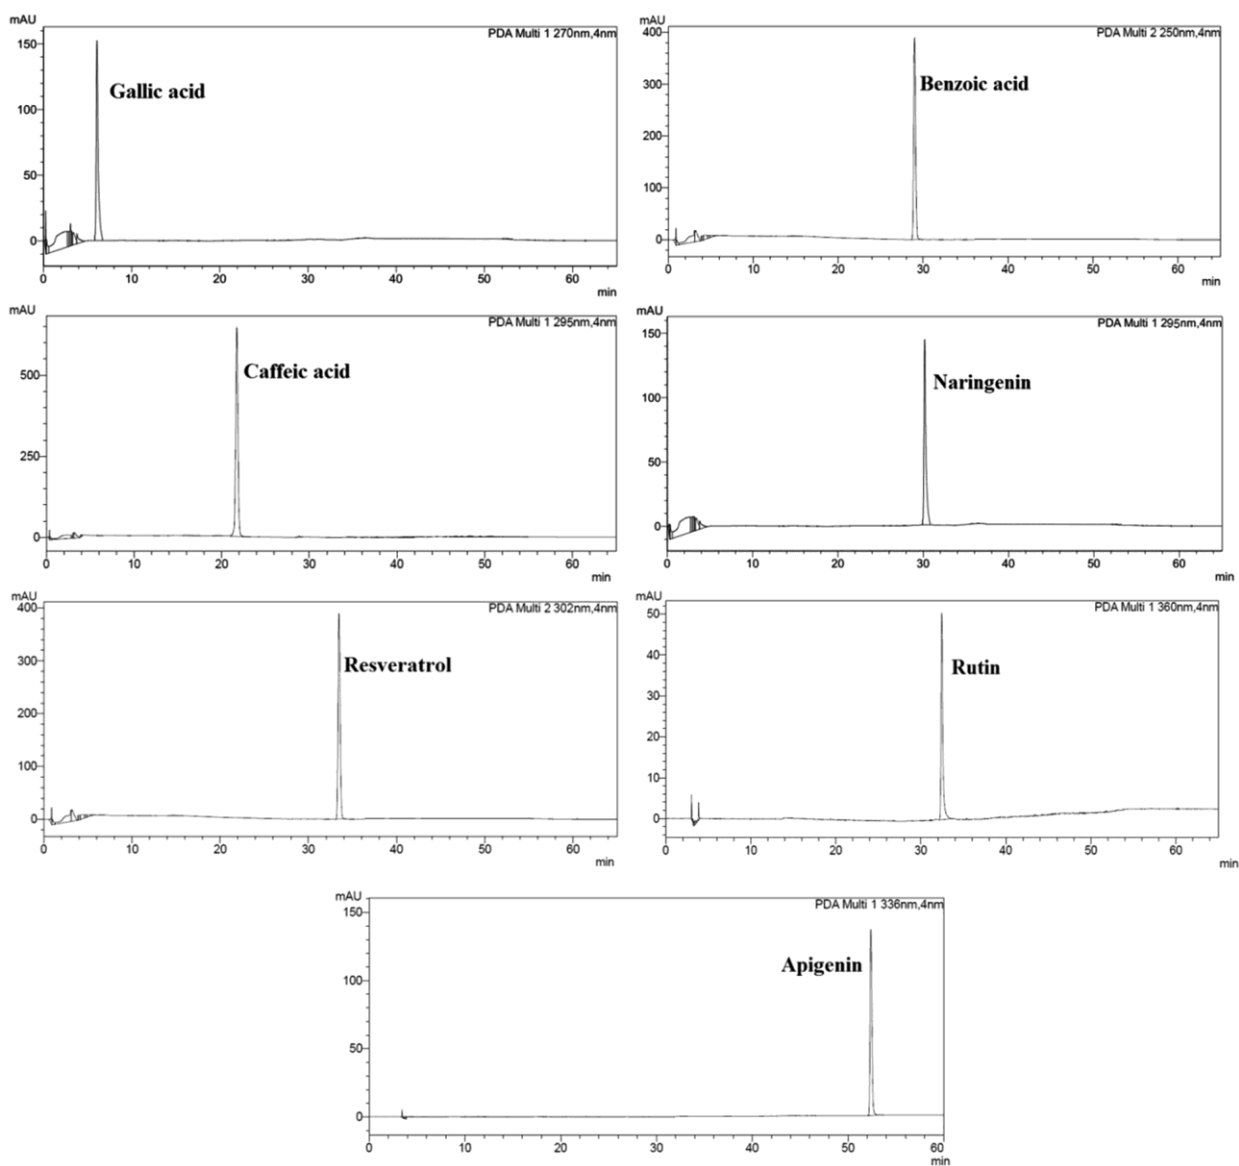 mAU
PDA Multi 1 270nm,4nm
150
Gallic acid
100
50
0
0 10 20 30 40 50 60
min
mAU
PDA Multi 2 250nm,4nm
400
Benzoic acid
300
200
100
0
0 10 20 30 40 50 60
min
mAU
PDA Multi 1 295nm,4nm
Caffeic acid
500
250
0
0 10 20 30 40 50 60
min
mAU
PDA Multi 1 295nm,4nm
150
Naringenin
100
50
0
0 10 20 30 40 50 60
min
mAU
PDA Multi 2 302nm,4nm
400
Resveratrol
300
200
100
0
0 10 20 30 40 50 60
min
mAU
PDA Multi 1 360nm,4nm
50
Rutin
40
30
20
10
0
0 10 20 30 40 50 60
min
mAU
PDA Multi 1 336nm,4nm
150
Apigenin
100
50
0
0 10 20 30 40 50 60
min